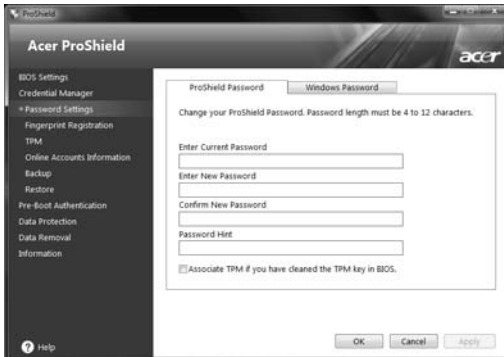 ProShield
Acer ProShield
acer
BIOS Settings
Credential Manager
Password Settings
Fingerprint Registration
TPM
Online Accounts Information
Backup
Restore
Pre-Boot Authentication
Data Protection
Data Removal
Information
Help
ProShield Password
Windows Password
Change your ProShield Password. Password length must be 4 to 12 characters.
Enter Current Password
Enter New Password
Confirm New Password
Password Hint
Associate TPM if you have cleaned the TPM key in BIOS.
OK
Cancel
Apply